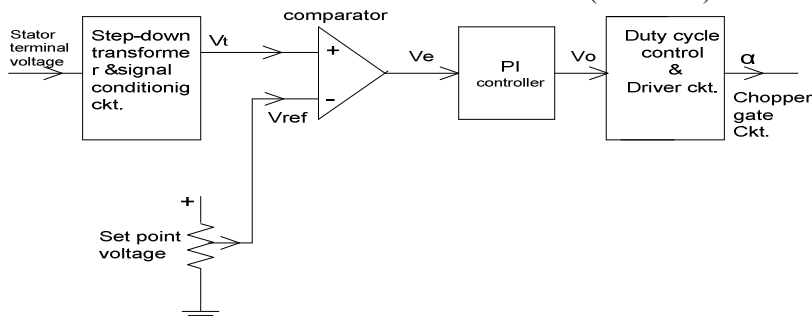 comparator
Stator
terminal
voltage
Step-down
transforme
r &signal
conditionig
ckt.
Vt
+
-
Vref
Ve
PI
controller
Vo
Duty cycle
control
&
Driver ckt.
α
Chopper
gate
Ckt.
+
Set point
voltage